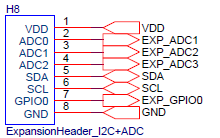 H8
VDD 1 VDD
ADC0 2 EXP_ADC1
ADC1 3 EXP_ADC2
ADC2 4 EXP_ADC3
SDA 5 SDA
SCL 6 SCL
GPIO0 7 EXP_GPIO0
GND 8 GND
ExpansionHeader_I2C+ADC